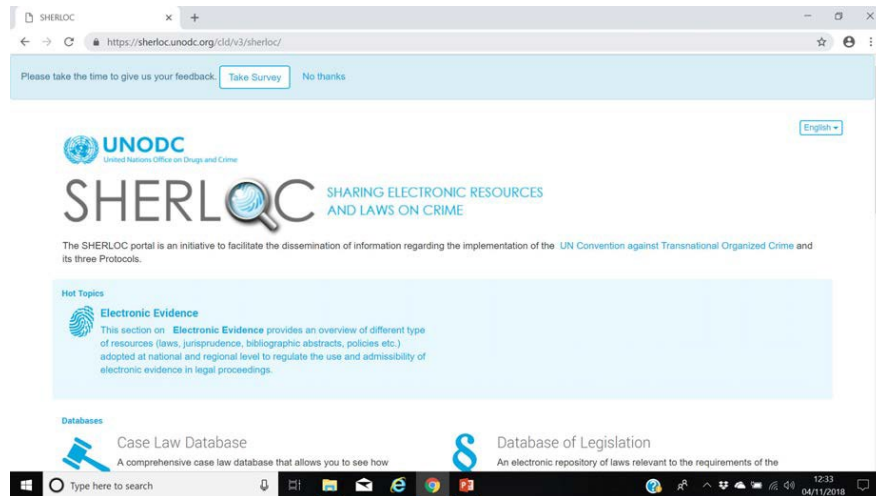 SHERLOC
https://sherloc.unodc.org/cld/v3/sherloc/
Please take the time to give us your feedback. Take Survey No thanks
English
UNODC
United Nations Office on Drugs and Crime
SHERLOC SHARING ELECTRONIC RESOURCES
AND LAWS ON CRIME
The SHERLOC portal is an initiative to facilitate the dissemination of information regarding the implementation of the UN Convention against Transnational Organized Crime and
its three Protocols.
Hot Topics
Electronic Evidence
This section on Electronic Evidence provides an overview of different type
of resources (laws, jurisprudence, bibliographic abstracts, policies etc.)
adopted at national and regional level to regulate the use and admissibility of
electronic evidence in legal proceedings.
Databases
Case Law Database
A comprehensive case law database that allows you to see how
Database of Legislation
An electronic repository of laws relevant to the requirements of the
Type here to search
12:33
04/11/2018